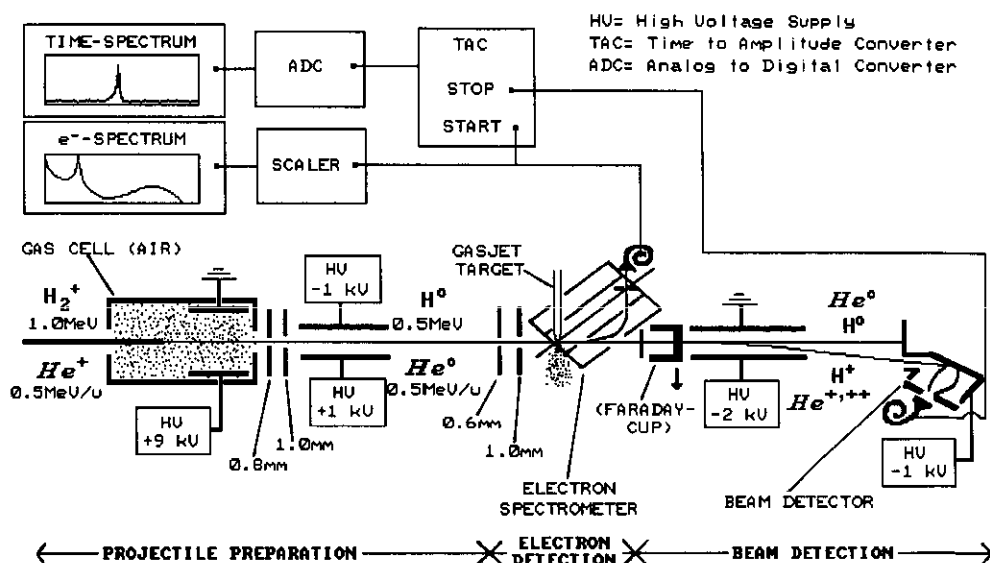 HV= High Voltage Supply
TAC= Time to Amplitude Converter
ADC= Analog to Digital Converter
TIME-SPECTRUM
ADC
TAC
STOP
START
e⁻-SPECTRUM
SCALER
GAS CELL (AIR)
H₂⁺
1.0MeV
He⁺
0.5MeV/u
HV
+9 kV
0.8mm
1.0mm
HV
-1 kV
HV
+1 kV
H⁰
0.5MeV
He⁰
0.5MeV/u
0.6mm
1.0mm
GASJET
TARGET
ELECTRON
SPECTROMETER
(FARADAY-
CUP)
HV
-2 kV
He⁰
H⁰
H⁺
He⁺,⁺⁺
HV
-1 kV
BEAM DETECTOR
PROJECTILE PREPARATION
ELECTRON
DETECTION
BEAM DETECTION